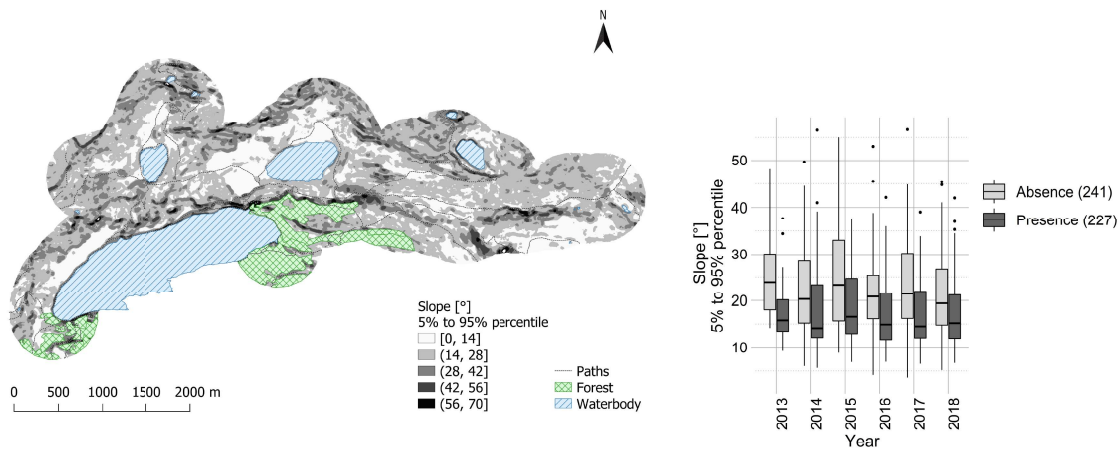 N
Slope [°]
5% to 95% percentile
[0, 14]
(14, 28]
(28, 42]
(42, 56]
(56, 70]
Paths
Forest
Waterbody
0 500 1000 1500 2000 m
Slope [°]
5% to 95% percentile
50
40
30
20
10
2013
2014
2015
2016
2017
2018
Year
Absence (241)
Presence (227)